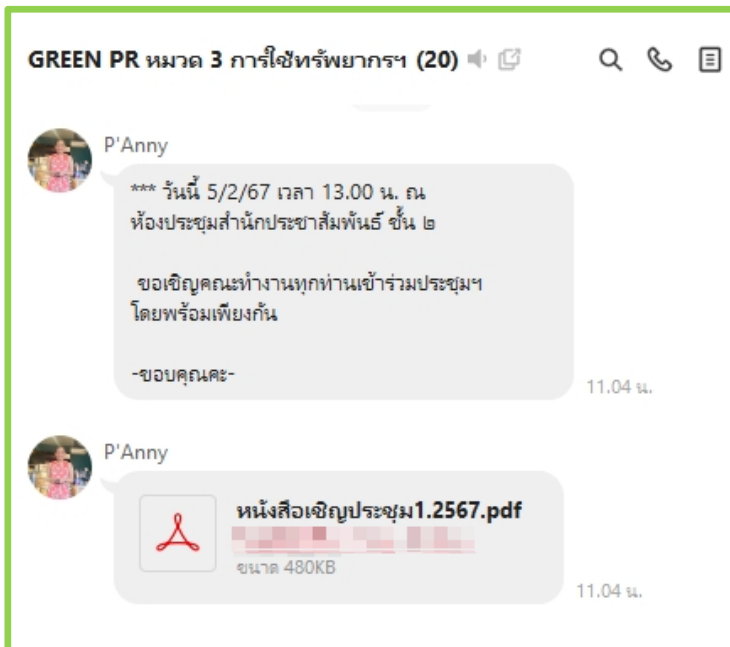 GREEN PR หมวด 3 การใช้ทรัพยากรฯ (20)
P'Anny
*** วันนี้ 5/2/67 เวลา 13.00 น. ณ
ห้องประชุมสำนักประชาสัมพันธ์ ชั้น ๒
ขอเชิญคณะทำงานทุกท่านเข้าร่วมประชุมฯ
โดยพร้อมเพียงกัน
-ขอบคุณคะ-
11.04 น.
P'Anny
หนังสือเชิญประชุม1.2567.pdf
ขนาด 480KB
11.04 น.